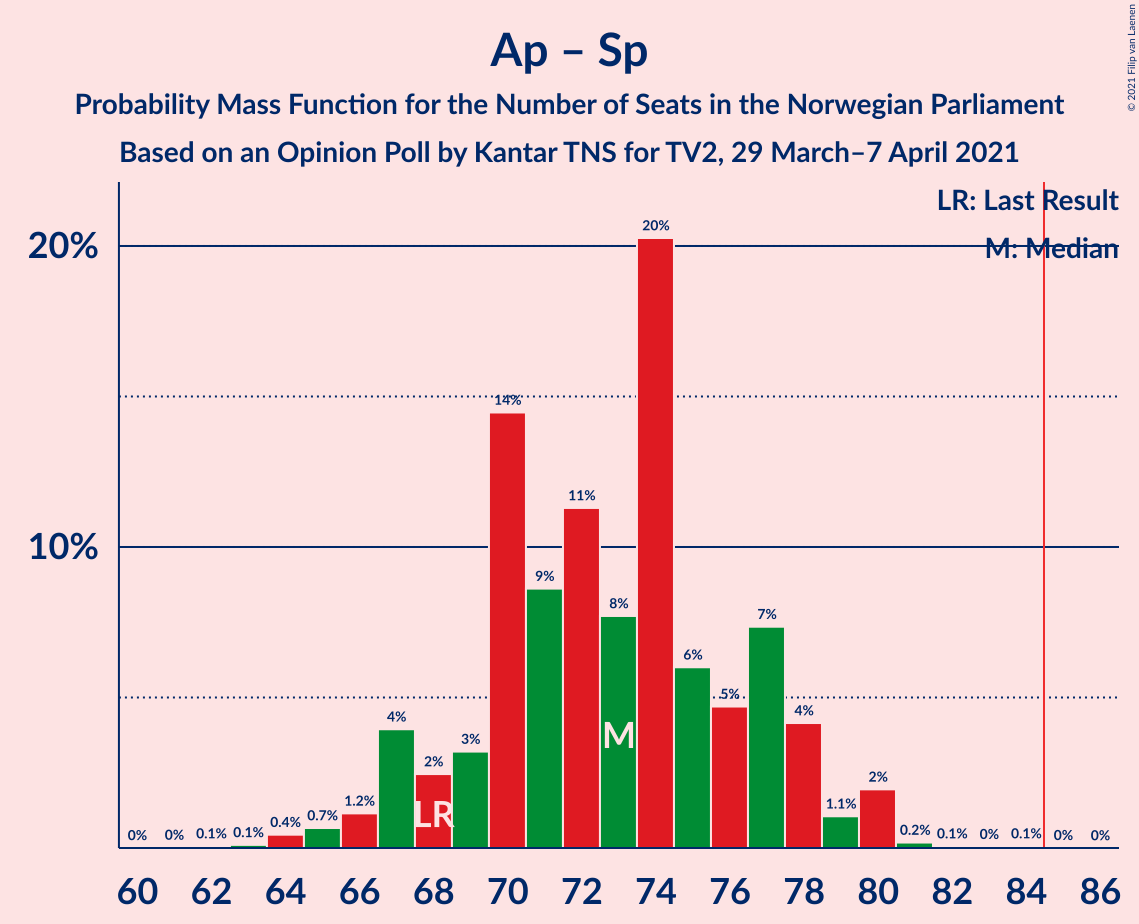 Ap – Sp
Probability Mass Function for the Number of Seats in the Norwegian Parliament
Based on an Opinion Poll by Kantar TNS for TV2, 29 March–7 April 2021
© 2021 Filip van Laenen
LR: Last Result
M: Median
20%
10%
0% 0% 0.1% 0.1% 0.4% 0.7% 1.2% 4% 2% 3% 14% 9% 11% 8% 20% 6% 5% 7% 4% 1.1% 2% 0.2% 0.1% 0% 0.1% 0% 0%
M
LR
60 62 64 66 68 70 72 74 76 78 80 82 84 86